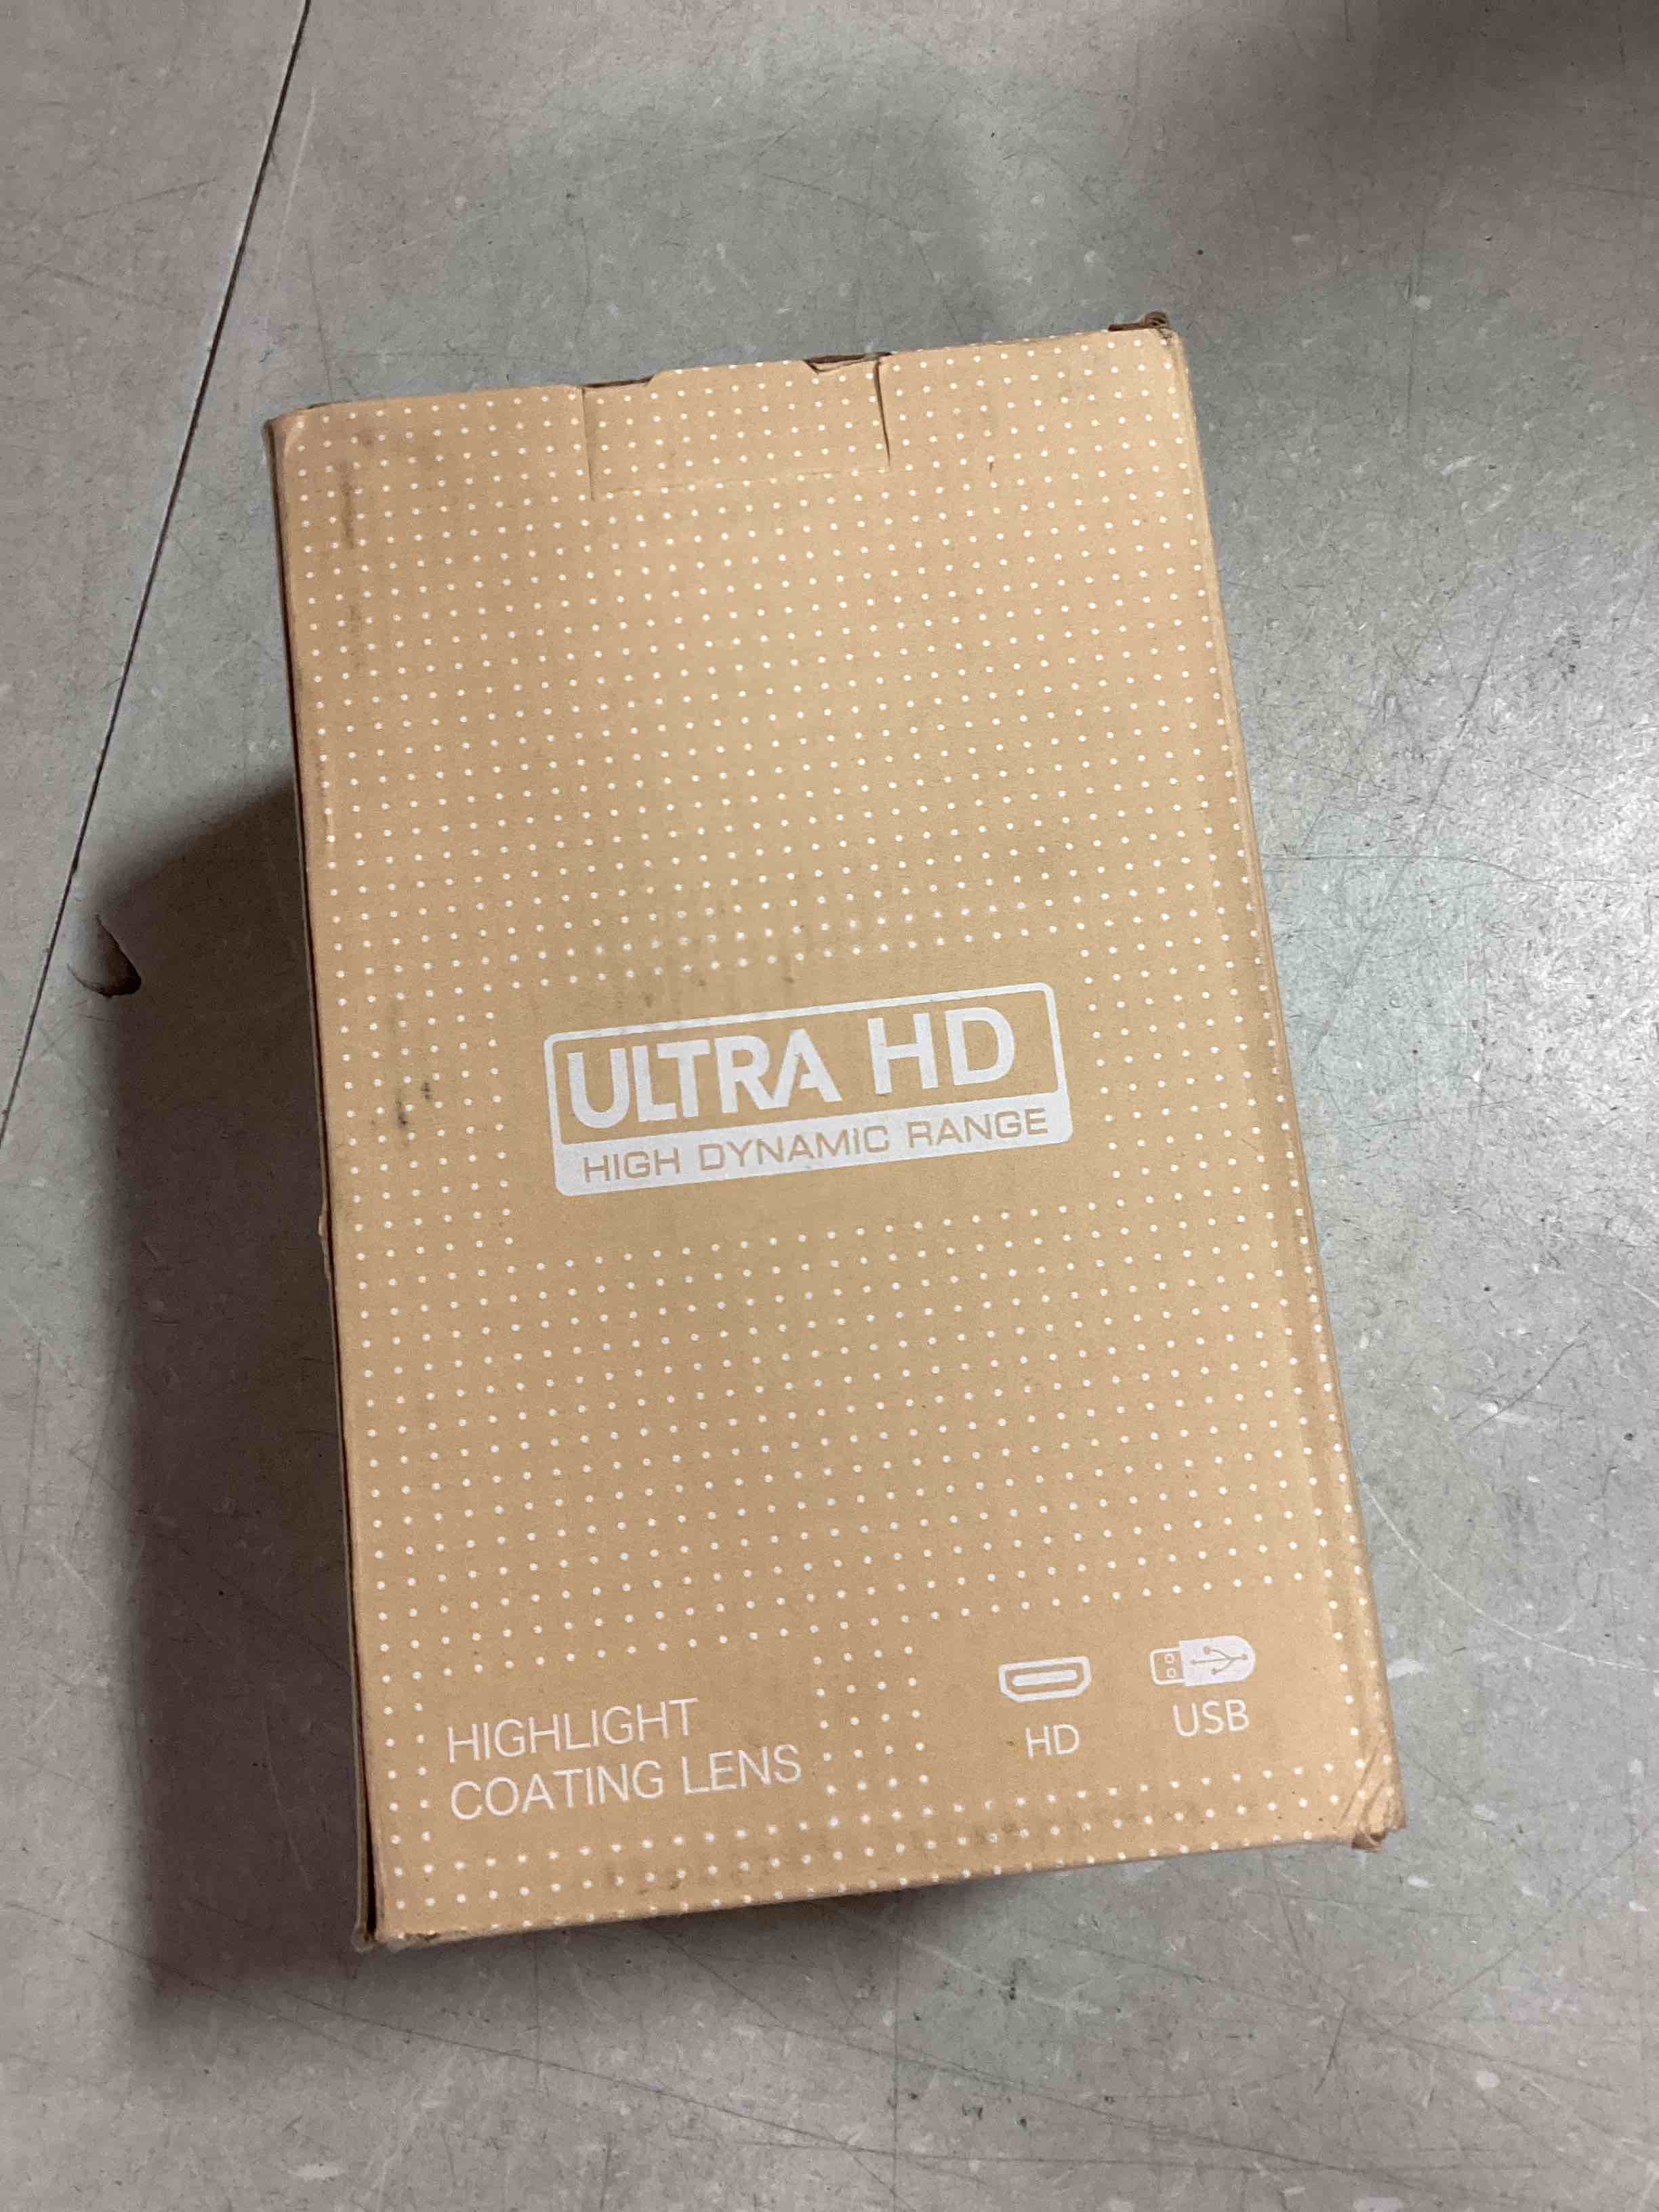 ULTRA HD
HIGH DYNAMIC RANGE
HIGHLIGHT
COATING LENS
HD
USB